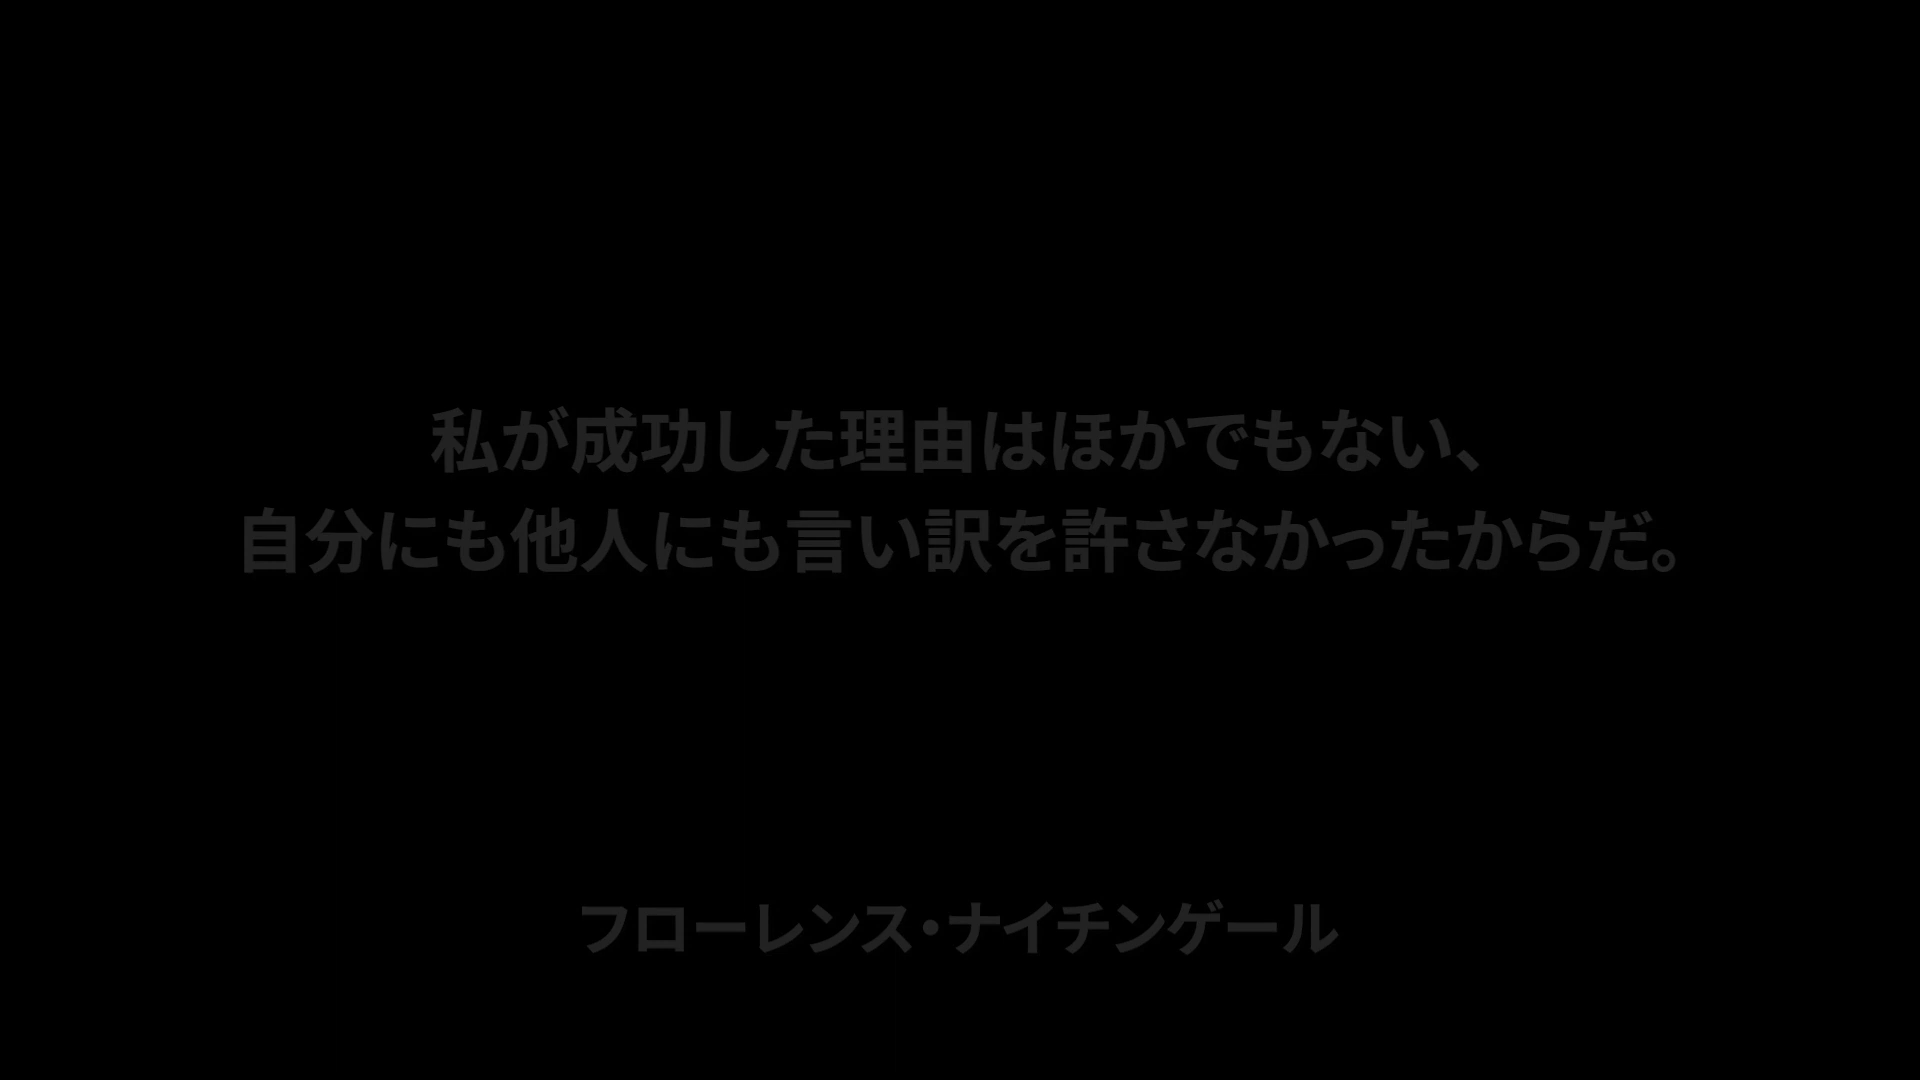 私が成功した理由はほかでもない、
自分にも他人にも言い訳を許さなかったからだ。
フローレンス・ナイチンゲール